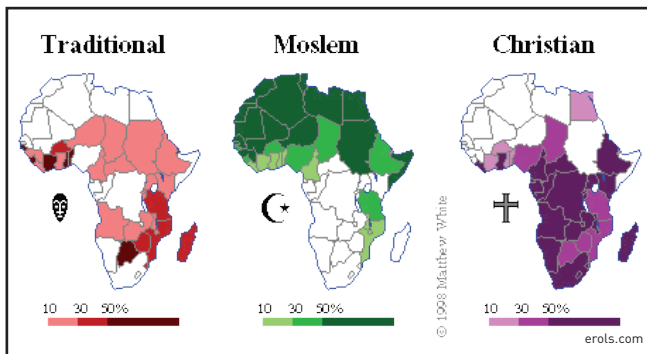 Traditional
Moslem
Christian
10 30 50%
10 30 50%
10 30 50%
© 1998 Matthew White
erols.com